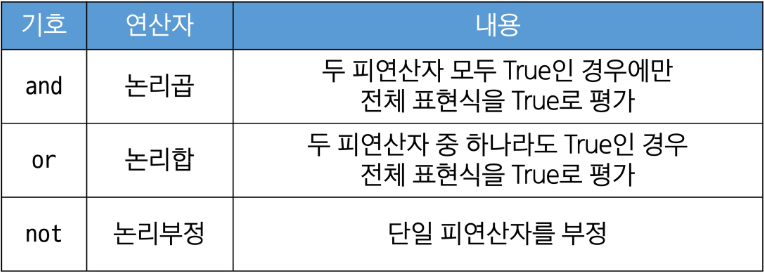 기호 연산자 내용
and 논리곱 두 피연산자 모두 True인 경우에만
전체 표현식을 True로 평가
or 논리합 두 피연산자 중 하나라도 True인 경우
전체 표현식을 True로 평가
not 논리부정 단일 피연산자를 부정